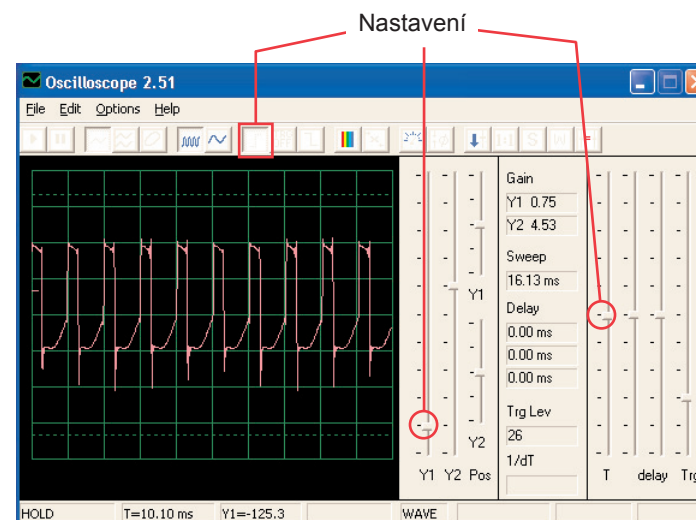 Nastavení
Oscilloscope 2.51
File Edit Options Help
Gain
Y1 0.75
Y2 4.53
Sweep
16.13 ms
Delay
0.00 ms
0.00 ms
0.00 ms
Trg Lev
26
1/dT
Y1
Y2
Y1 Y2 Pos
T delay Trg
HOLD T=10.10 ms Y1=-125.3 WAVE